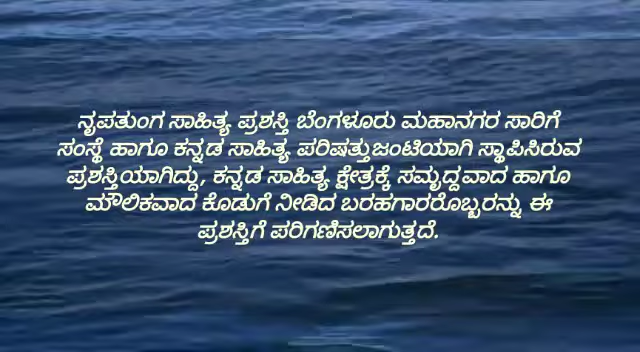 ನೃಪತುಂಗ ಸಾಹಿತ್ಯ ಪ್ರಶಸ್ತಿ ಬೆಂಗಳೂರು ಮಹಾನಗರ ಸಾರಿಗೆ
ಸಂಸ್ಥೆ ಹಾಗೂ ಕನ್ನಡ ಸಾಹಿತ್ಯ ಪರಿಷತ್ತುಜಂಟಿಯಾಗಿ ಸ್ಥಾಪಿಸಿರುವ
ಪ್ರಶಸ್ತಿಯಾಗಿದ್ದು, ಕನ್ನಡ ಸಾಹಿತ್ಯ ಕ್ಷೇತ್ರಕ್ಕೆ ಸಮೃದ್ದವಾದ ಹಾಗೂ
ಮೌಲಿಕವಾದ ಕೊಡುಗೆ ನೀಡಿದ ಬರಹಗಾರರೊಬ್ಬರನ್ನು ಈ
ಪ್ರಶಸ್ತಿಗೆ ಪರಿಗಣಿಸಲಾಗುತ್ತದೆ.